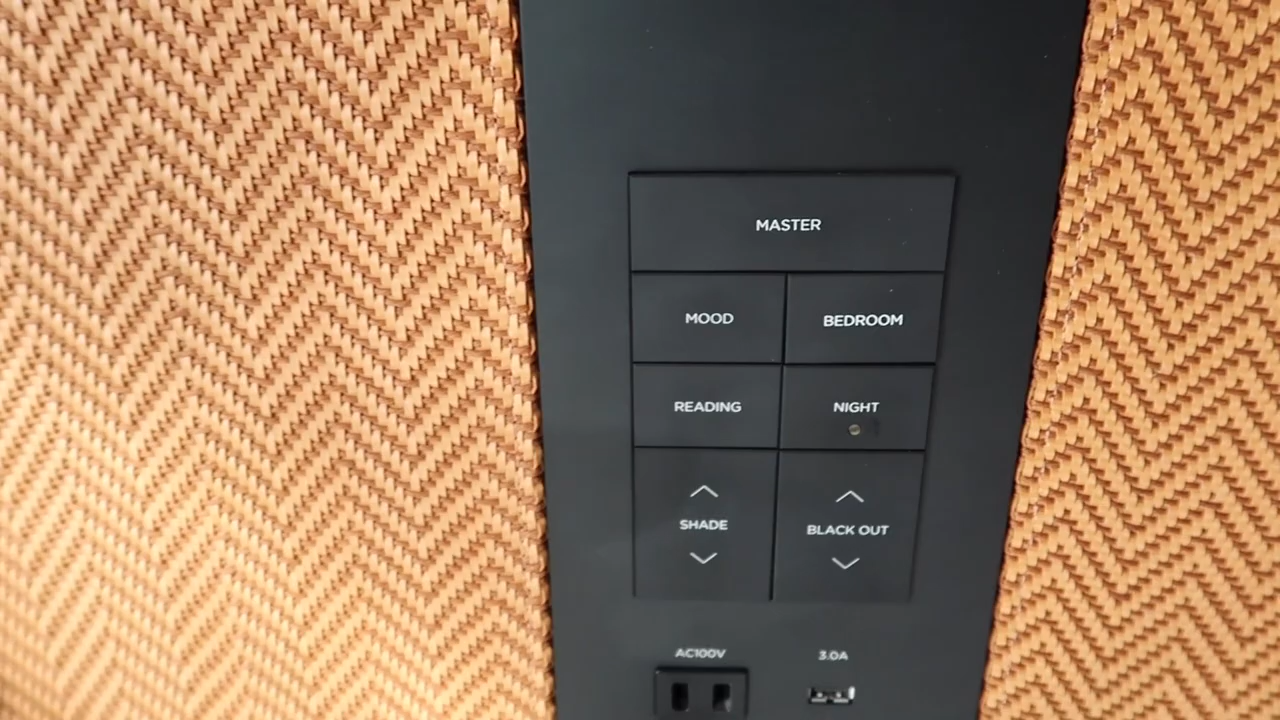 MASTER
MOOD
BEDROOM
READING
NIGHT
SHADE
BLACK OUT
AC100V
3.0A